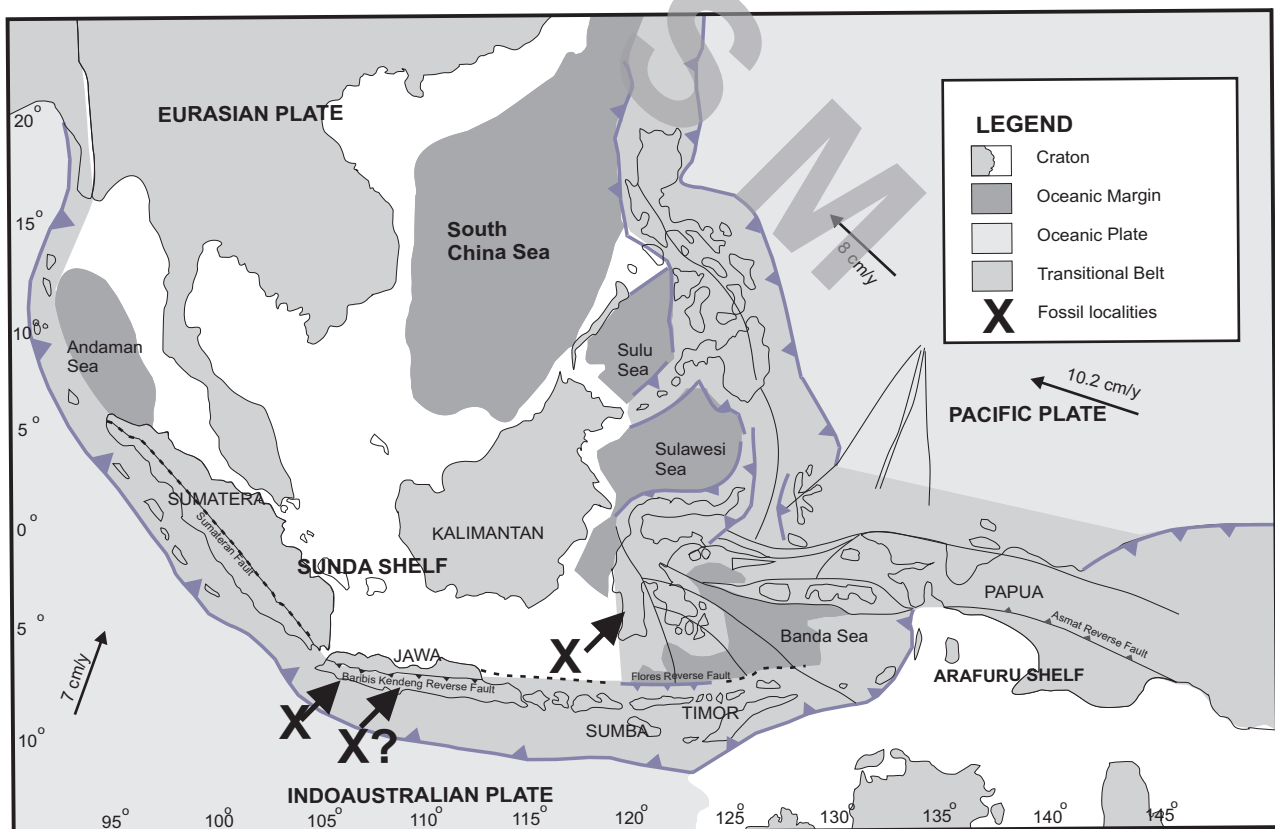 S
M
EURASIAN PLATE
20°
15°
10°
5°
0°
5°
10°
South
China Sea
Andaman
Sea
Sulu
Sea
Sulawesi
Sea
8 cm/y
LEGEND
Craton
Oceanic Margin
Oceanic Plate
Transitional Belt
X
Fossil localities
10.2 cm/y
PACIFIC PLATE
SUMATERA
Sumateran Fault
KALIMANTAN
SUNDA SHELF
PAPUA
Asmat Reverse Fault
Banda Sea
ARAFURU SHELF
7 cm/y
JAWA
Baribis Kendeng Reverse Fault
Flores Reverse Fault
X
X
X?
SUMBA
TIMOR
INDOAUSTRALIAN PLATE
95° 100° 105° 110° 115° 120° 125° 130° 135° 140° 145°